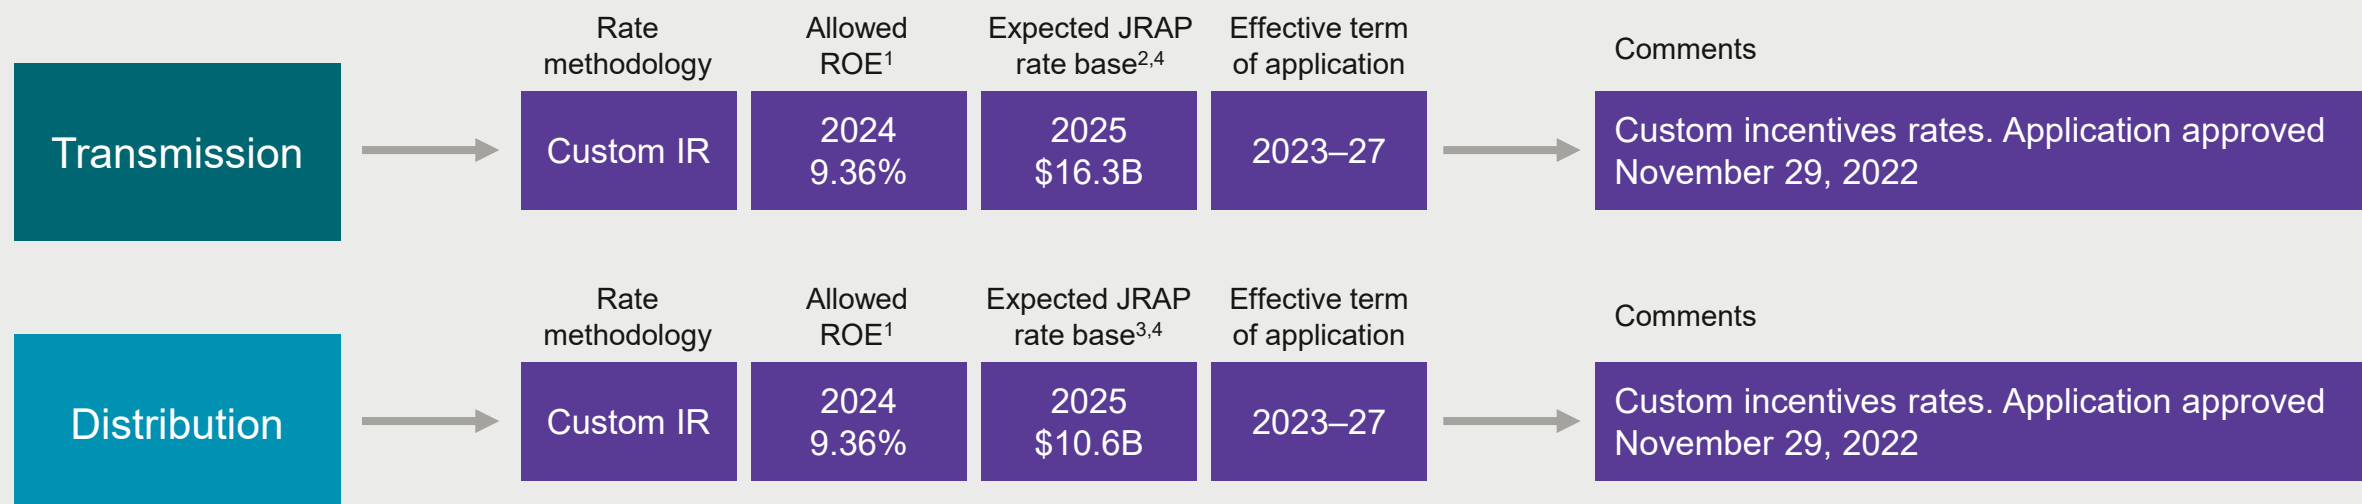 Transmission
Rate
methodology
Custom IR
Allowed
ROE1
2024
9.36%
Expected JRAP
rate base2,4
2025
$16.3B
Effective term
of application
2023–27
Comments
Custom incentives rates. Application approved
November 29, 2022
Distribution
Rate
methodology
Custom IR
Allowed
ROE1
2024
9.36%
Expected JRAP
rate base3,4
2025
$10.6B
Effective term
of application
2023–27
Comments
Custom incentives rates. Application approved
November 29, 2022